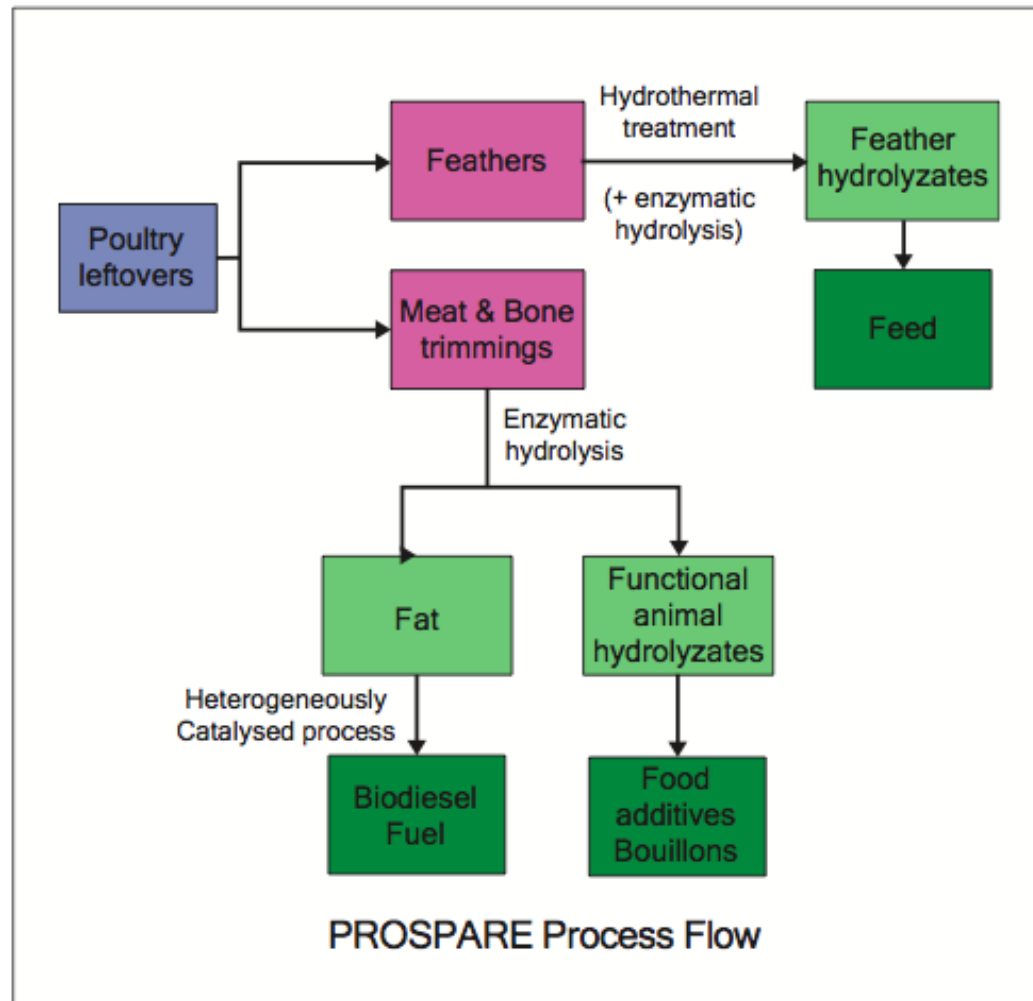 Hydrothermal
treatment
Feathers
Feather
hydrolyzates
(+ enzymatic
hydrolysis)
Poultry
leftovers
Meat & Bone
trimmings
Feed
Enzymatic
hydrolysis
Fat
Functional
animal
hydrolyzates
Heterogeneously
Catalysed process
Biodiesel
Fuel
Food
additives
Bouillons
PROSPARE Process Flow